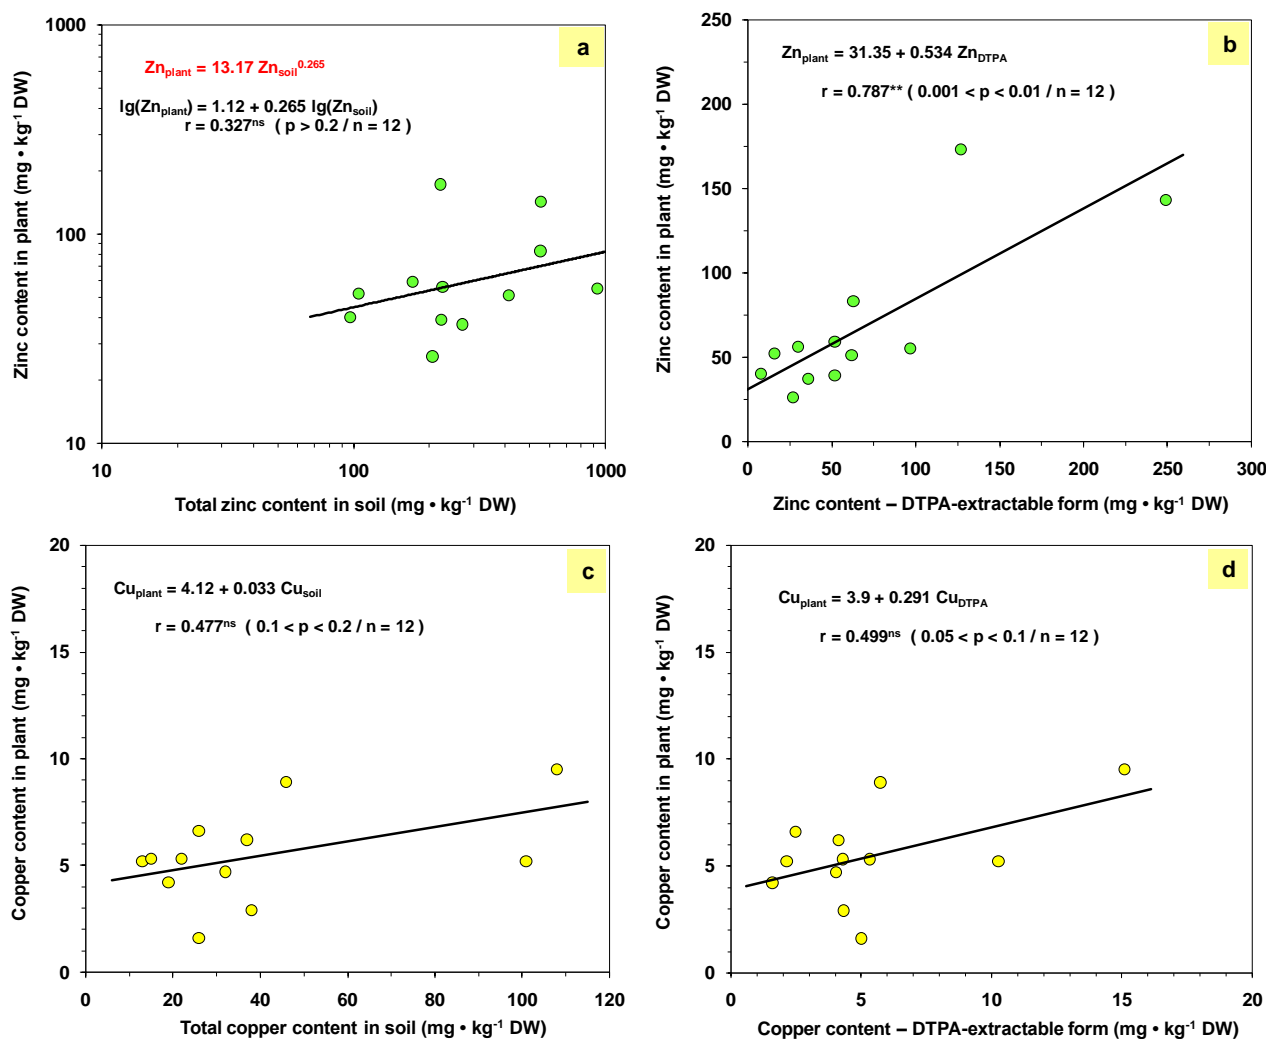 a
Zn_plant = 13.17 Zn_soil^0.265
lg(Zn_plant) = 1.12 + 0.265 lg(Zn_soil)
r = 0.327^ns ( p > 0.2 / n = 12 )
Zinc content in plant (mg • kg^-1 DW)
1000
100
10
10 100 1000
Total zinc content in soil (mg • kg^-1 DW)
b
Zn_plant = 31.35 + 0.534 Zn_DTPA
r = 0.787** ( 0.001 < p < 0.01 / n = 12 )
Zinc content in plant (mg • kg^-1 DW)
250
200
150
100
50
0
0 50 100 150 200 250 300
Zinc content – DTPA-extractable form (mg • kg^-1 DW)
c
Cu_plant = 4.12 + 0.033 Cu_soil
r = 0.477^ns ( 0.1 < p < 0.2 / n = 12 )
Copper content in plant (mg • kg^-1 DW)
20
15
10
5
0
0 20 40 60 80 100 120
Total copper content in soil (mg • kg^-1 DW)
d
Cu_plant = 3.9 + 0.291 Cu_DTPA
r = 0.499^ns ( 0.05 < p < 0.1 / n = 12 )
Copper content in plant (mg • kg^-1 DW)
20
15
10
5
0
0 5 10 15 20
Copper content – DTPA-extractable form (mg • kg^-1 DW)